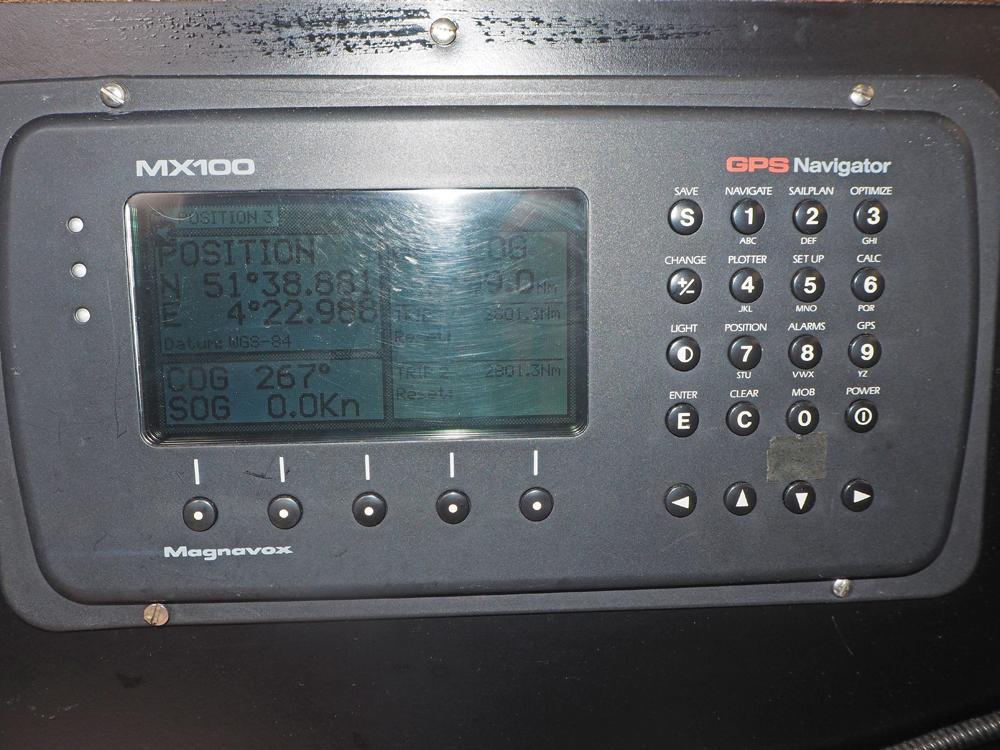 MX100
GPS Navigator
POSITION 3
POSITION
N 51°38.881
E 4°22.988
Datum: WGS-84
COG 267°
SOG 0.0Kn
Nm
TRIP 2 2801.3Nm
Reset:
SAVE NAVIGATE SAILPLAN OPTIMIZE
S 1 2 3
ABC DEF GHI
CHANGE PLOTTER SET UP CALC
+/- 4 5 6
JKL MNO PQR
LIGHT POSITION ALARMS GPS
7 8 9
STU VWX YZ
ENTER CLEAR MOB POWER
E C 0
Magnavox